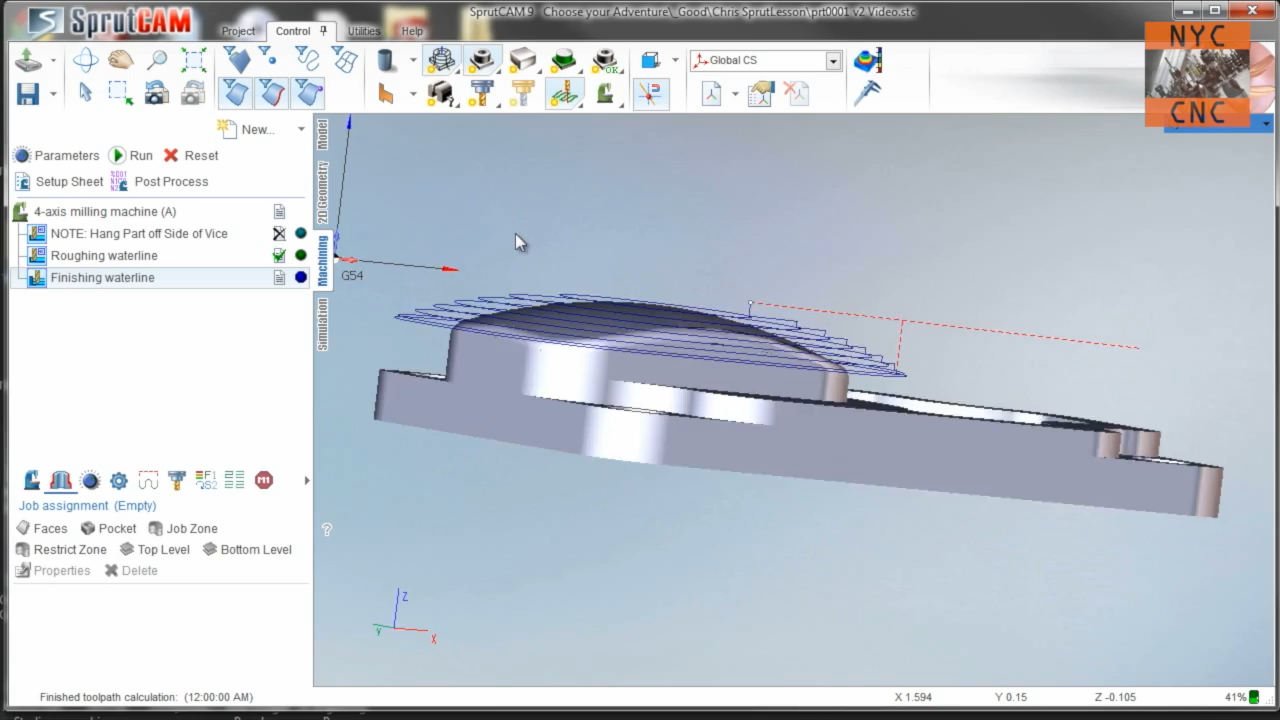 SprutCAM
SprutCAM 9 - Choose your Adventure\_Good\Chris SprutLesson\prt0001_v2 Video.stc
NYC
CNC
Project
Control
Utilities
Help
OK
Global CS
New...
Parameters
Run
Reset
Setup Sheet
Post Process
4-axis milling machine (A)
NOTE: Hang Part off Side of Vice
Roughing waterline
Finishing waterline
Model
2D Geometry
Machining
Simulation
G54
M1
Job assignment (Empty)
Faces
Pocket
Job Zone
Restrict Zone
Top Level
Bottom Level
Properties
Delete
?
Z
Y
X
Finished toolpath calculation: (12:00:00 AM)
X 1.594
Y 0.15
Z -0.105
41%